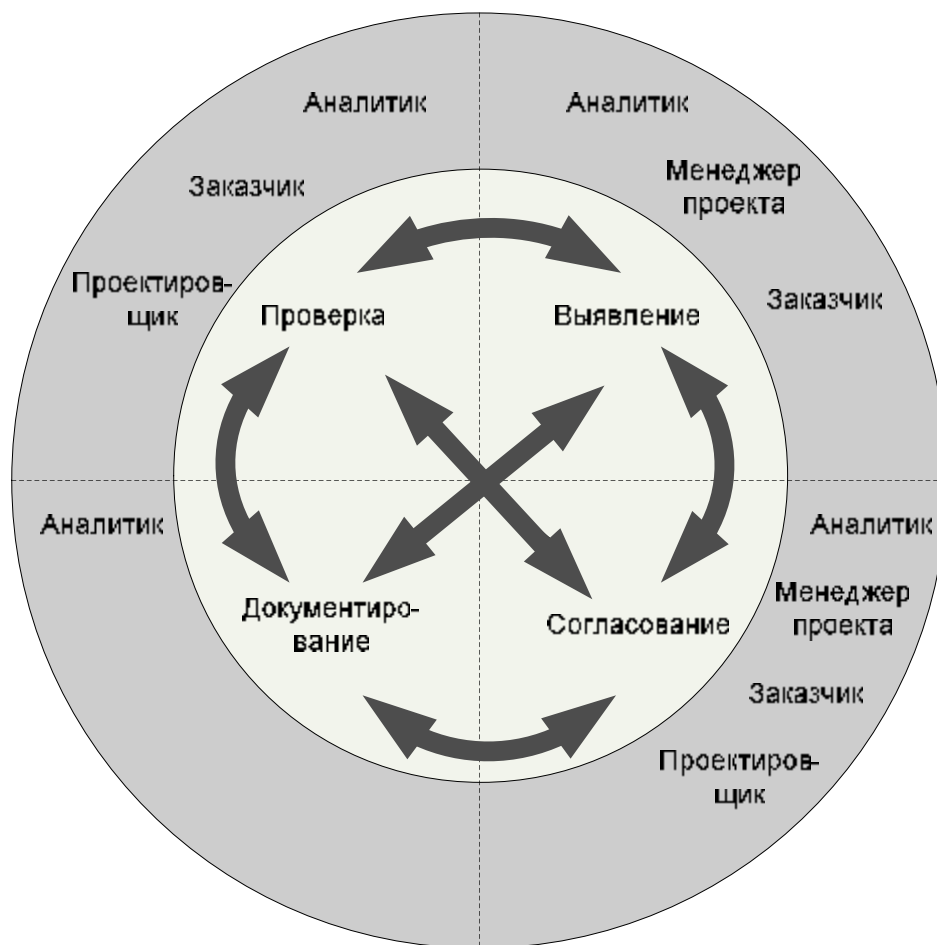 Аналитик
Заказчик
Проектиров-
щик
Аналитик
Менеджер
проекта
Заказчик
Проверка
Выявление
Аналитик
Документиро-
вание
Согласование
Аналитик
Менеджер
проекта
Заказчик
Проектиров-
щик